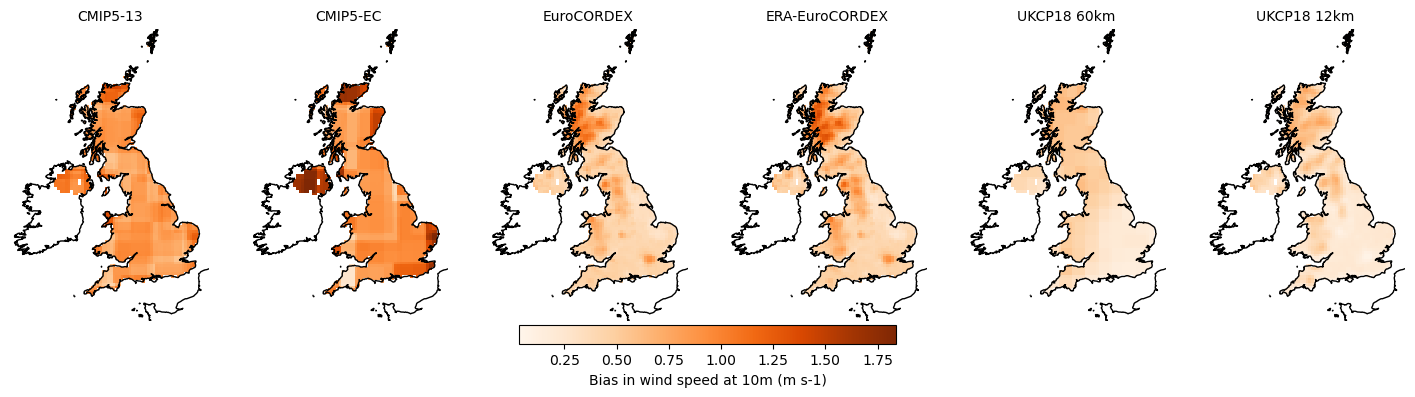 CMIP5-13 CMIP5-EC EuroCORDEX ERA-EuroCORDEX UKCP18 60km UKCP18 12km
0.25 0.50 0.75 1.00 1.25 1.50 1.75
Bias in wind speed at 10m (m s-1)